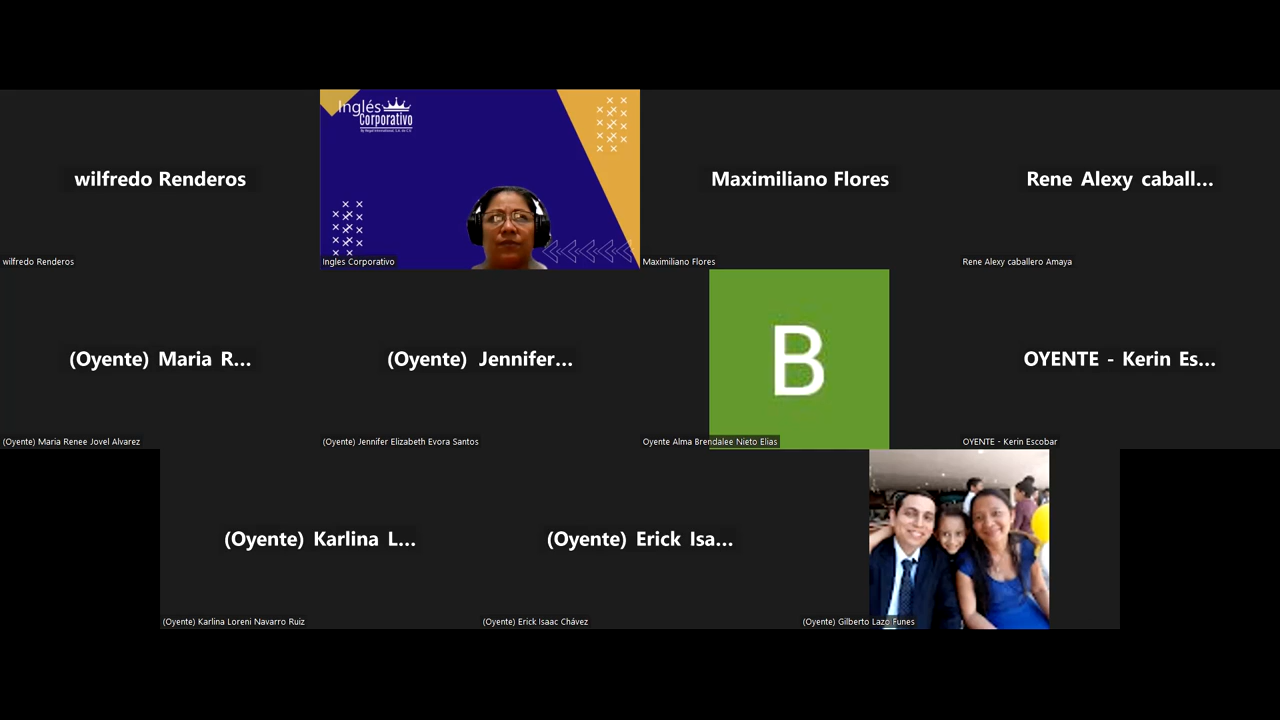 wilfredo Renderos
wilfredo Renderos
Inglés
Corporativo
Ingles Corporativo
Maximiliano Flores
Maximiliano Flores
Rene Alexy caball...
Rene Alexy caballero Amaya
(Oyente) Maria R...
(Oyente) Maria Renee Jovel Alvarez
(Oyente) Jennifer...
(Oyente) Jennifer Elizabeth Evora Santos
B
Oyente Alma Brendalee Nieto Elias
OYENTE - Kerin Es...
OYENTE - Kerin Escobar
(Oyente) Karlina L...
(Oyente) Karlina Loreni Navarro Ruiz
(Oyente) Erick Isa...
(Oyente) Erick Isaac Chávez
(Oyente) Gilberto Lazo Funes